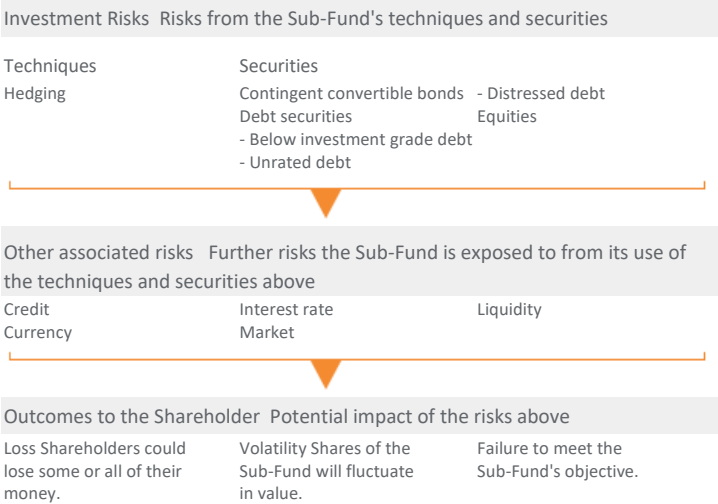 Investment Risks Risks from the Sub-Fund's techniques and securities
Techniques
Hedging
Securities
Contingent convertible bonds
Debt securities
- Below investment grade debt
- Unrated debt
- Distressed debt
Equities
Other associated risks Further risks the Sub-Fund is exposed to from its use of
the techniques and securities above
Credit
Currency
Interest rate
Market
Liquidity
Outcomes to the Shareholder Potential impact of the risks above
Loss Shareholders could
lose some or all of their
money.
Volatility Shares of the
Sub-Fund will fluctuate
in value.
Failure to meet the
Sub-Fund's objective.